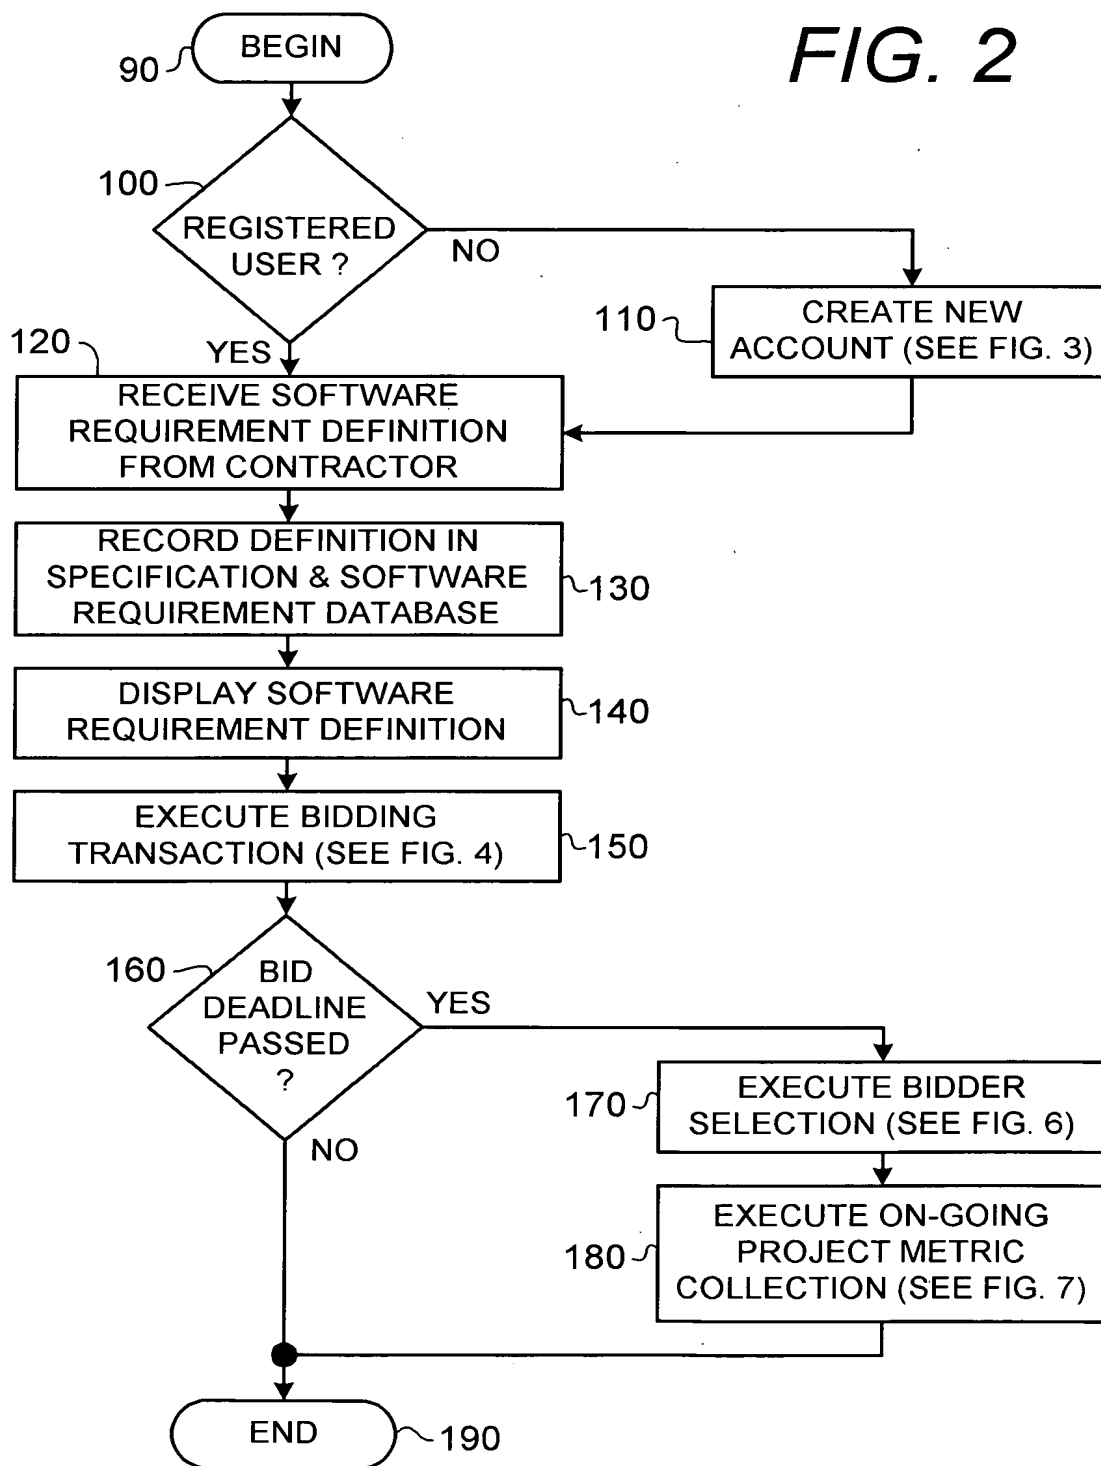 FIG. 2
BEGIN
90
100
REGISTERED
USER ?
NO
YES
110
CREATE NEW
ACCOUNT (SEE FIG. 3)
120
RECEIVE SOFTWARE
REQUIREMENT DEFINITION
FROM CONTRACTOR
RECORD DEFINITION IN
SPECIFICATION & SOFTWARE
REQUIREMENT DATABASE
130
DISPLAY SOFTWARE
REQUIREMENT DEFINITION
140
EXECUTE BIDDING
TRANSACTION (SEE FIG. 4)
150
160
BID
DEADLINE
PASSED
?
YES
NO
170
EXECUTE BIDDER
SELECTION (SEE FIG. 6)
180
EXECUTE ON-GOING
PROJECT METRIC
COLLECTION (SEE FIG. 7)
END
190